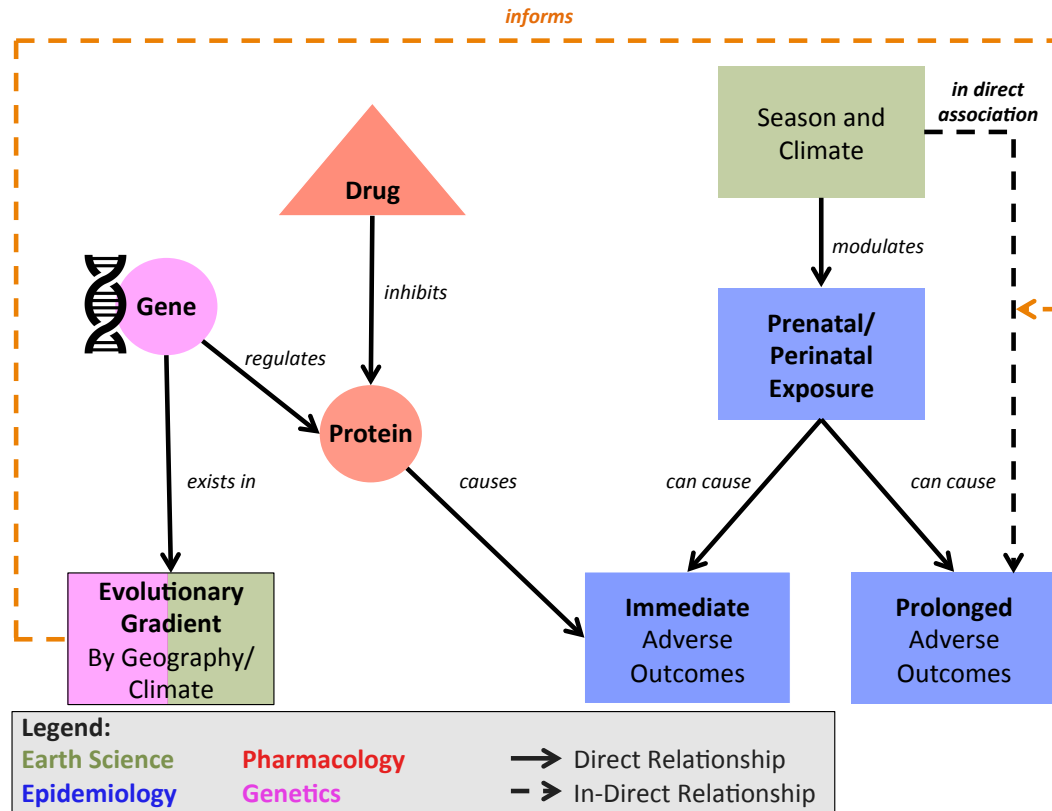 informs
in direct
association
Season and
Climate
Drug
modulates
Gene
inhibits
Prenatal/
Perinatal
Exposure
regulates
Protein
exists in
causes
can cause
can cause
Evolutionary
Gradient
By Geography/
Climate
Immediate
Adverse
Outcomes
Prolonged
Adverse
Outcomes
Legend:
Earth Science
Pharmacology
Direct Relationship
Epidemiology
Genetics
In-Direct Relationship